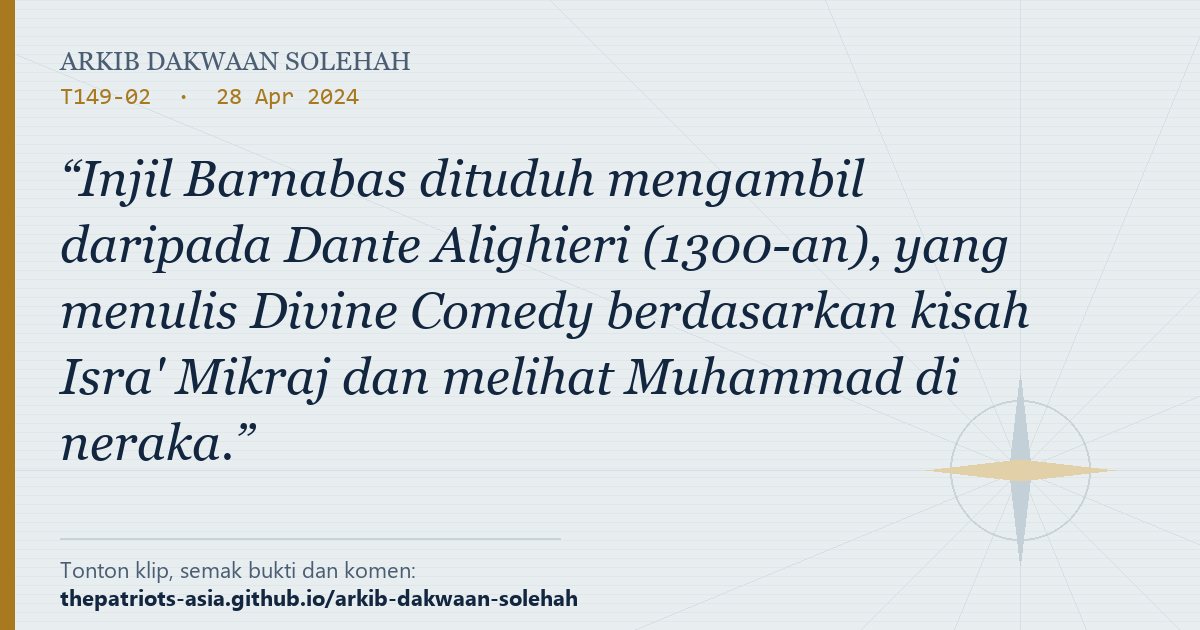 ARKIB DAKWAAN SOLEHAH
T149-02 · 28 Apr 2024
“Injil Barnabas dituduh mengambil
daripada Dante Alighieri (1300-an), yang
menulis Divine Comedy berdasarkan kisah
Isra' Mikraj dan melihat Muhammad di
neraka.”
Tonton klip, semak bukti dan komen:
thepatriots-asia.github.io/arkib-dakwaan-solehah